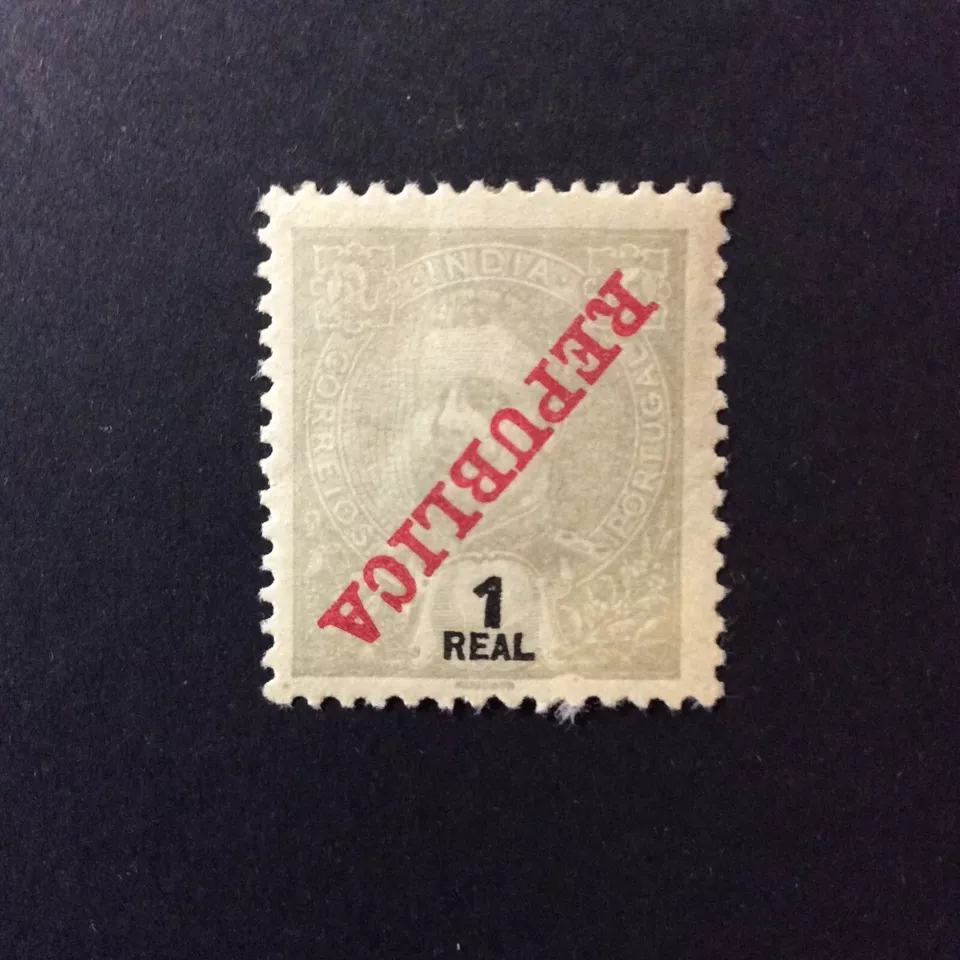 · INDIA ·
CORREIOS
PORTUGAL
REPUBLICA
1
REAL